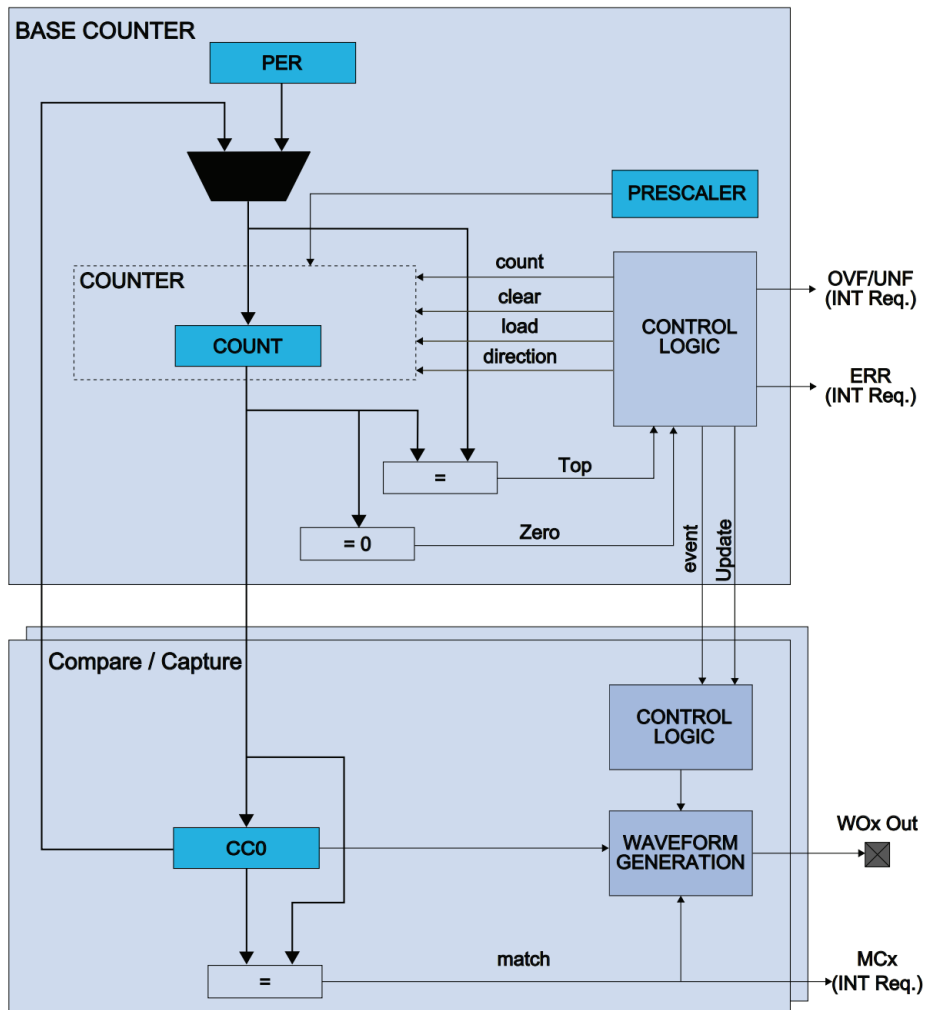 BASE COUNTER
PER
PRESCALER
COUNTER
COUNT
count
clear
load
direction
CONTROL
LOGIC
OVF/UNF
(INT Req.)
ERR
(INT Req.)
=
Top
= 0
Zero
event
Update
Compare / Capture
CONTROL
LOGIC
CC0
WAVEFORM
GENERATION
WOx Out
=
match
MCx
(INT Req.)